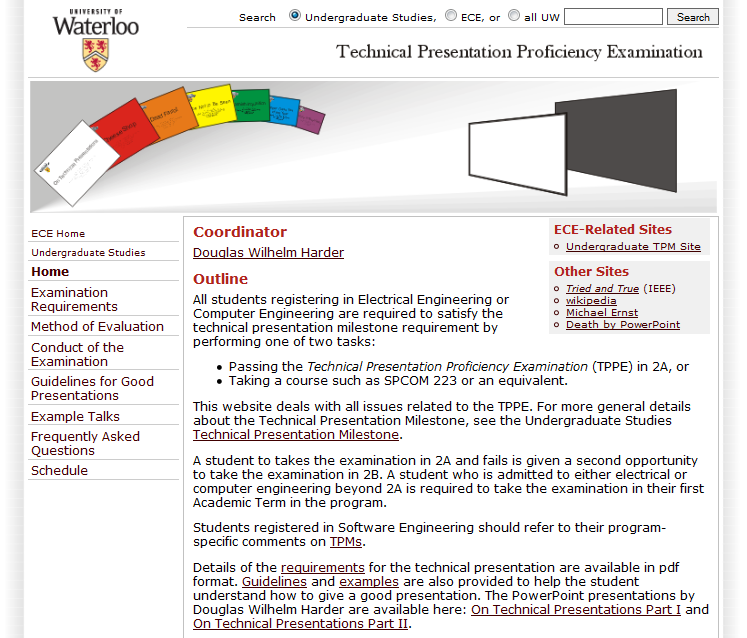 UNIVERSITY OF
Waterloo
Search Undergraduate Studies, ECE, or all UW Search
Technical Presentation Proficiency Examination
On Technical Presentations
ECE Home
Undergraduate Studies
Home
Examination
Requirements
Method of Evaluation
Conduct of the
Examination
Guidelines for Good
Presentations
Example Talks
Frequently Asked
Questions
Schedule
Coordinator
Douglas Wilhelm Harder
Outline
All students registering in Electrical Engineering or
Computer Engineering are required to satisfy the
technical presentation milestone requirement by
performing one of two tasks:
• Passing the Technical Presentation Proficiency Examination (TPPE) in 2A, or
• Taking a course such as SPCOM 223 or an equivalent.
This website deals with all issues related to the TPPE. For more general details
about the Technical Presentation Milestone, see the Undergraduate Studies
Technical Presentation Milestone.
A student to takes the examination in 2A and fails is given a second opportunity
to take the examination in 2B. A student who is admitted to either electrical or
computer engineering beyond 2A is required to take the examination in their first
Academic Term in the program.
Students registered in Software Engineering should refer to their program-
specific comments on TPMs.
Details of the requirements for the technical presentation are available in pdf
format. Guidelines and examples are also provided to help the student
understand how to give a good presentation. The PowerPoint presentations by
Douglas Wilhelm Harder are available here: On Technical Presentations Part I and
On Technical Presentations Part II.
ECE-Related Sites
Undergraduate TPM Site
Other Sites
Tried and True (IEEE)
wikipedia
Michael Ernst
Death by PowerPoint